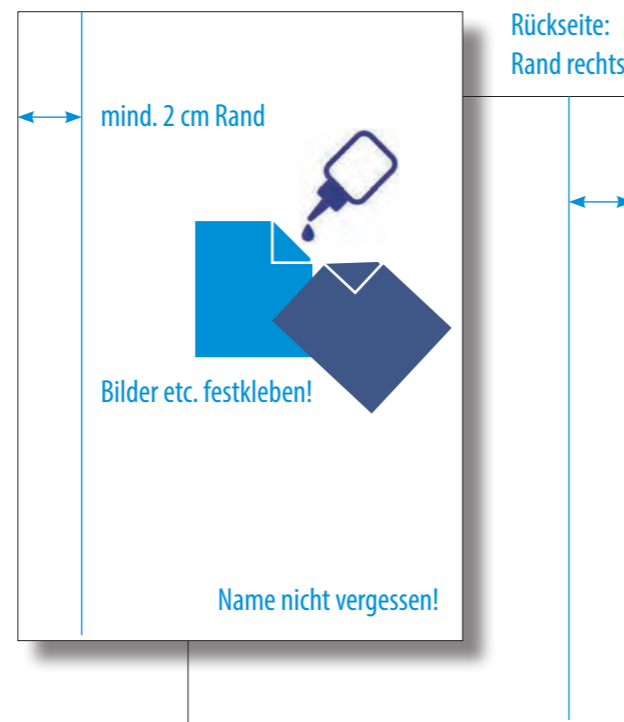 Rückseite:
Rand rechts
mind. 2 cm Rand
Bilder etc. festkleben!
Name nicht vergessen!